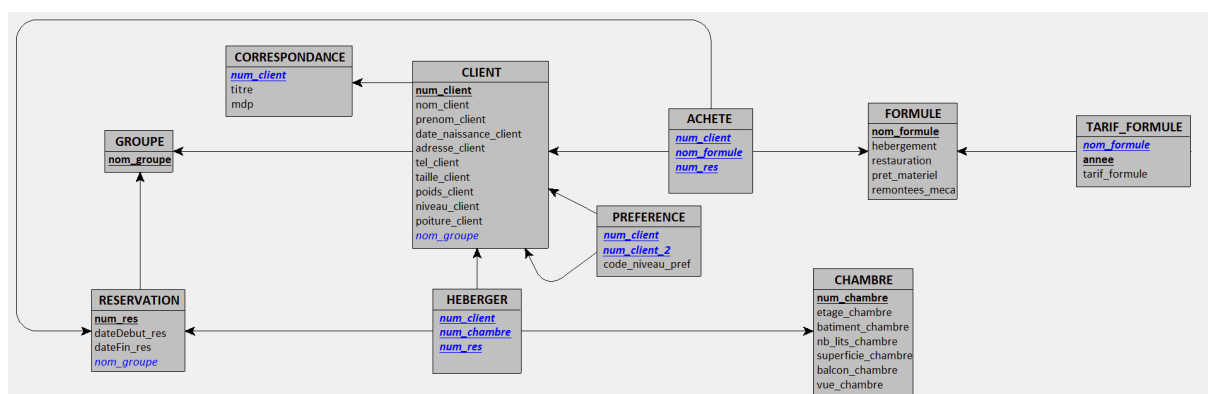 CORRESPONDANCE
num_client
titre
mdp
CLIENT
num_client
nom_client
prenom_client
date_naissance_client
adresse_client
tel_client
taille_client
poids_client
niveau_client
poiture_client
nom_groupe
GROUPE
nom_groupe
ACHETE
num_client
nom_formule
num_res
FORMULE
nom_formule
hebergement
restauration
pret_materiel
remontees_meca
TARIF_FORMULE
nom_formule
annee
tarif_formule
PREFERENCE
num_client
num_client_2
code_niveau_pref
RESERVATION
num_res
dateDebut_res
dateFin_res
nom_groupe
HEBERGER
num_client
num_chambre
num_res
CHAMBRE
num_chambre
etage_chambre
batiment_chambre
nb_lits_chambre
superficie_chambre
balcon_chambre
vue_chambre